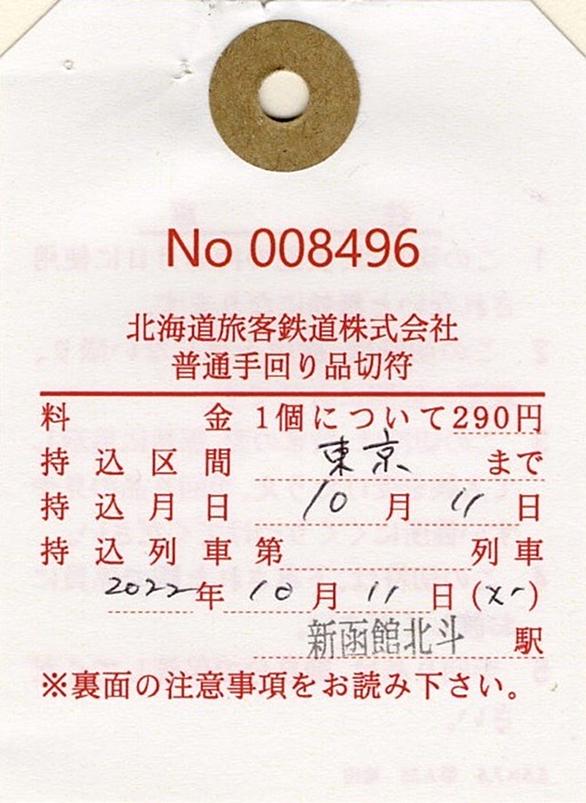 No 008496
北海道旅客鉄道株式会社
普通手回り品切符
料 金 1個について290円
持込区間 東京 まで
持込月日 10 月 11 日
持込列車第 列車
2022年 10 月 11 日 ( )
新函館北斗 駅
※裏面の注意事項をお読み下さい。